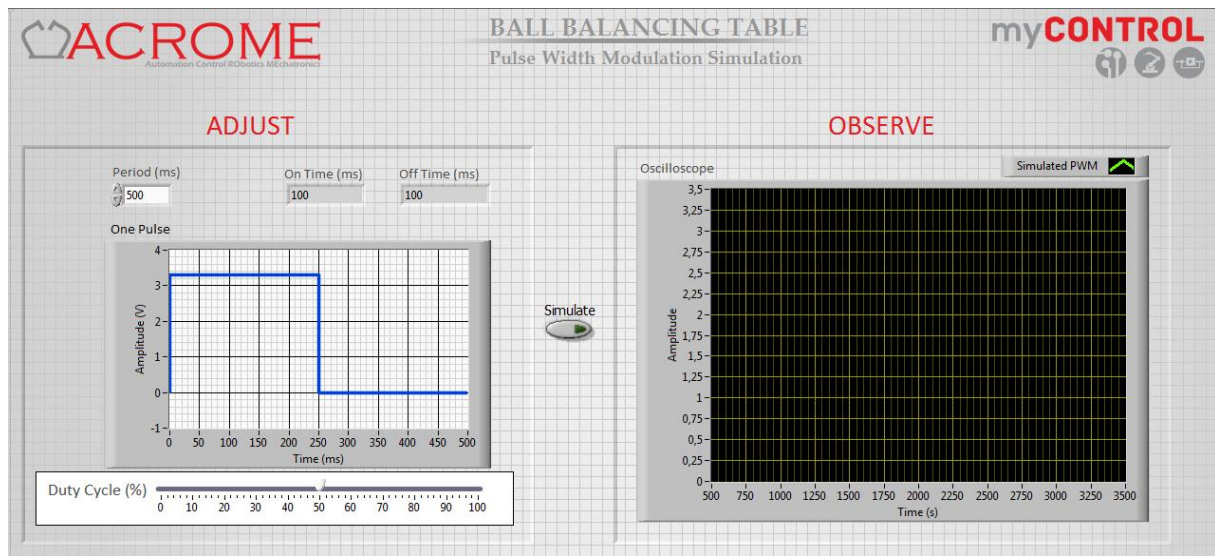 ACROME
Automation Control RObotics MEchatronics
BALL BALANCING TABLE
Pulse Width Modulation Simulation
myCONTROL
ADJUST
Period (ms)
500
On Time (ms)
100
Off Time (ms)
100
One Pulse
4
3
2
1
0
-1
Amplitude (V)
0 50 100 150 200 250 300 350 400 450 500
Time (ms)
Duty Cycle (%)
0 10 20 30 40 50 60 70 80 90 100
Simulate
OBSERVE
Oscilloscope
Simulated PWM
3,5
3,25
3
2,75
2,5
2,25
2
1,75
1,5
1,25
1
0,75
0,5
0,25
0
Amplitude
500 750 1000 1250 1500 1750 2000 2250 2500 2750 3000 3250 3500
Time (s)